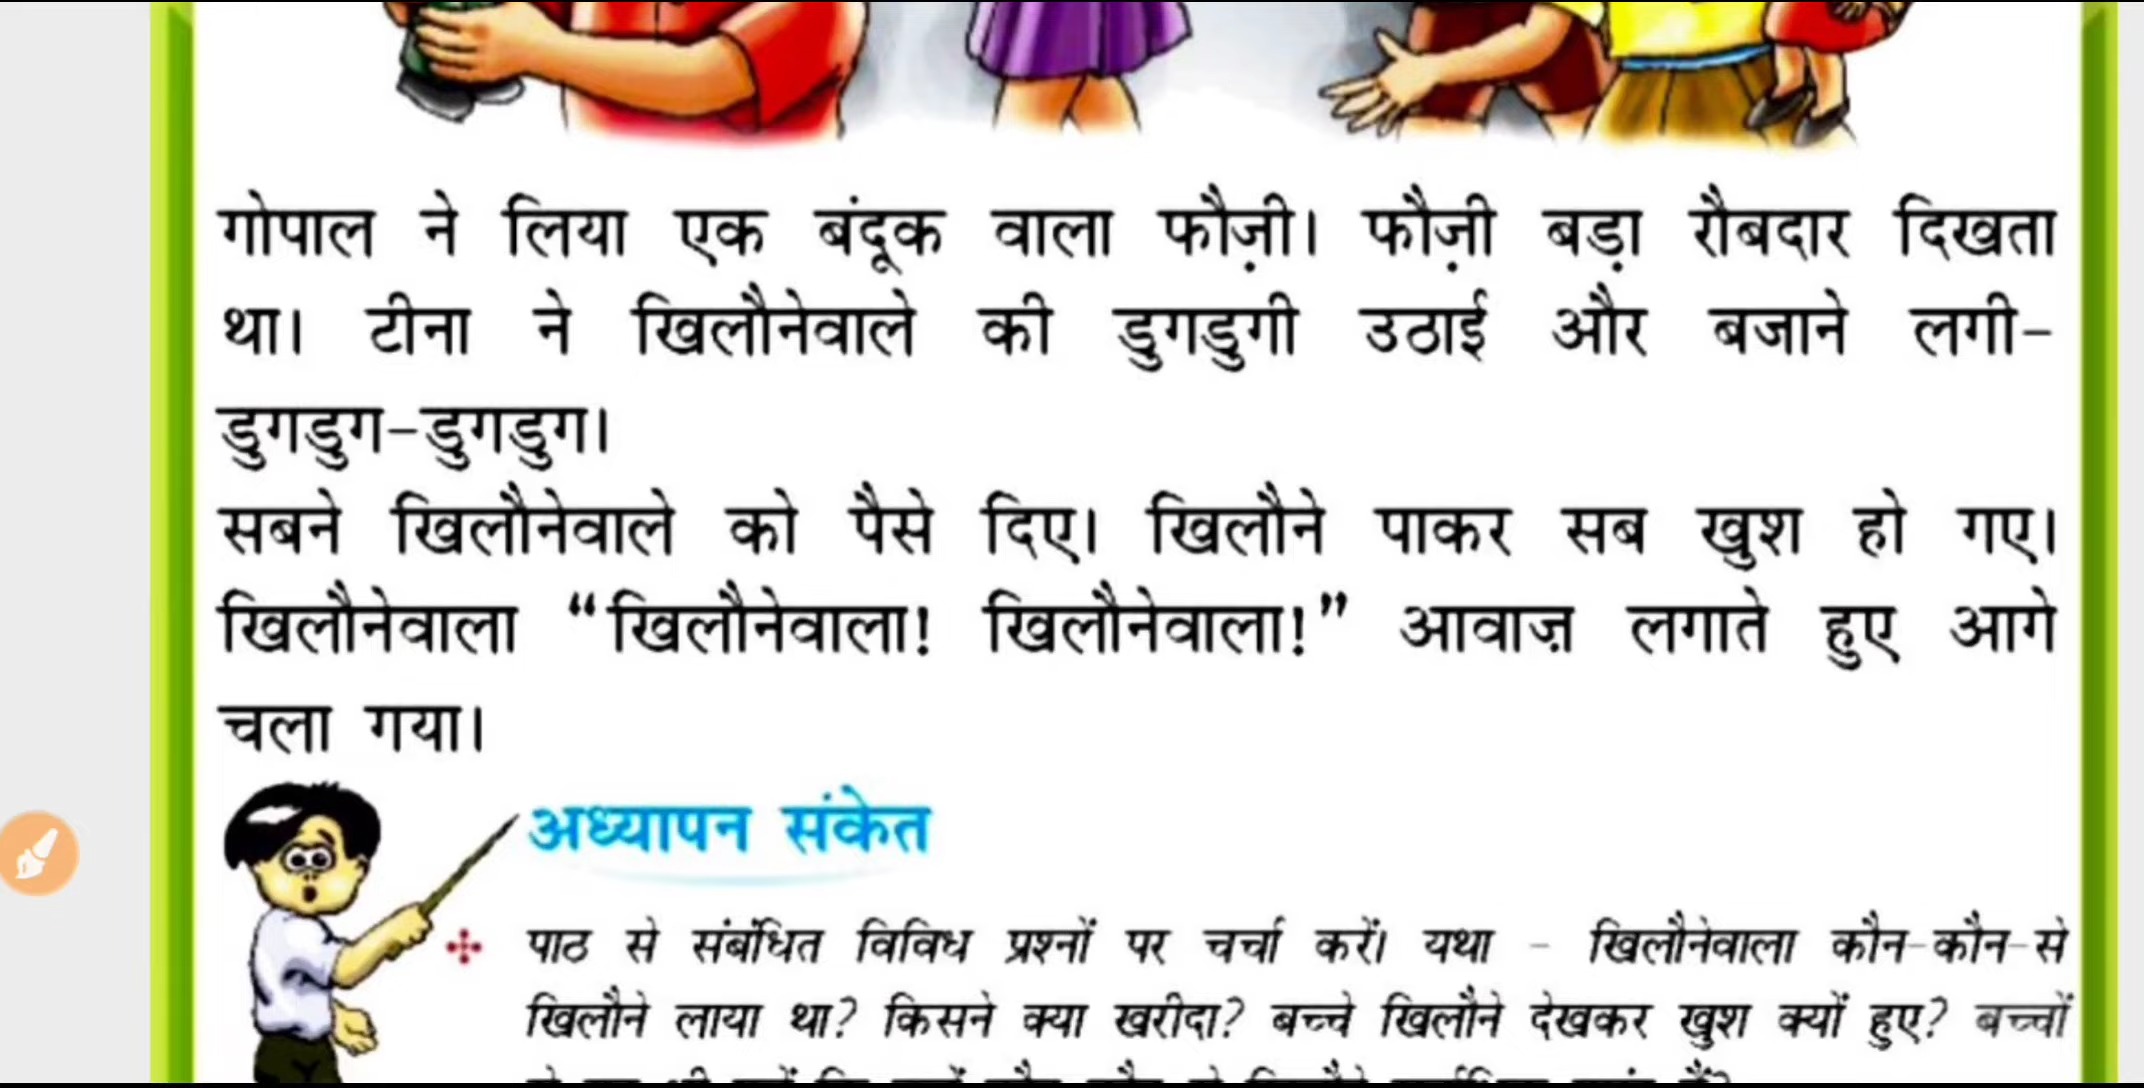 गोपाल ने लिया एक बंदूक वाला फौज़ी। फौज़ी बड़ा रौबदार दिखता
था। टीना ने खिलौनेवाले की डुगडुगी उठाई और बजाने लगी-
डुगडुग-डुगडुग।
सबने खिलौनेवाले को पैसे दिए। खिलौने पाकर सब खुश हो गए।
खिलौनेवाला “खिलौनेवाला! खिलौनेवाला!” आवाज़ लगाते हुए आगे
चला गया।
अध्यापन संकेत
पाठ से संबंधित विविध प्रश्नों पर चर्चा करें। यथा - खिलौनेवाला कौन-कौन-से
खिलौने लाया था? किसने क्या खरीदा? बच्चे खिलौने देखकर खुश क्यों हुए? बच्चों